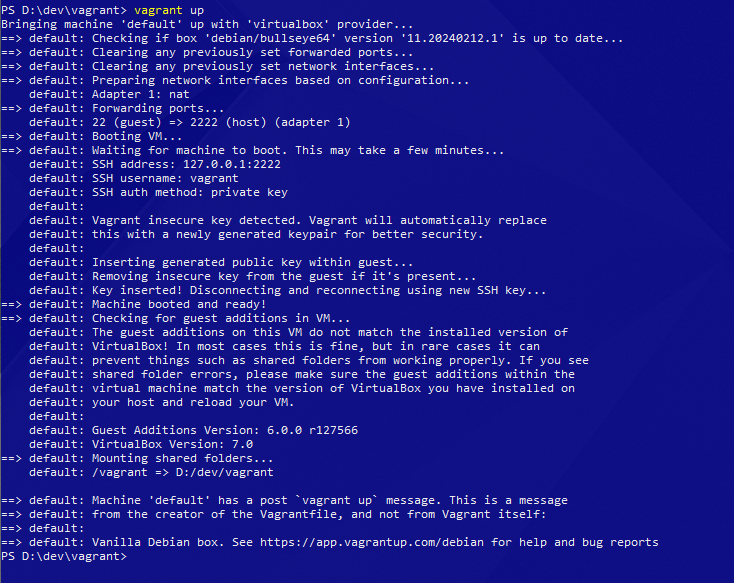 PS D:\dev\vagrant> vagrant up
Bringing machine 'default' up with 'virtualbox' provider...
==> default: Checking if box 'debian/bullseye64' version '11.20240212.1' is up to date...
==> default: Clearing any previously set forwarded ports...
==> default: Clearing any previously set network interfaces...
==> default: Preparing network interfaces based on configuration...
    default: Adapter 1: nat
==> default: Forwarding ports...
    default: 22 (guest) => 2222 (host) (adapter 1)
==> default: Booting VM...
==> default: Waiting for machine to boot. This may take a few minutes...
    default: SSH address: 127.0.0.1:2222
    default: SSH username: vagrant
    default: SSH auth method: private key
    default:
    default: Vagrant insecure key detected. Vagrant will automatically replace
    default: this with a newly generated keypair for better security.
    default:
    default: Inserting generated public key within guest...
    default: Removing insecure key from the guest if it's present...
    default: Key inserted! Disconnecting and reconnecting using new SSH key...
==> default: Machine booted and ready!
==> default: Checking for guest additions in VM...
    default: The guest additions on this VM do not match the installed version of
    default: VirtualBox! In most cases this is fine, but in rare cases it can
    default: prevent things such as shared folders from working properly. If you see
    default: shared folder errors, please make sure the guest additions within the
    default: virtual machine match the version of VirtualBox you have installed on
    default: your host and reload your VM.
    default:
    default: Guest Additions Version: 6.0.0 r127566
    default: VirtualBox Version: 7.0
==> default: Mounting shared folders...
    default: /vagrant => D:/dev/vagrant

==> default: Machine 'default' has a post `vagrant up` message. This is a message
==> default: from the creator of the Vagrantfile, and not from Vagrant itself:
==> default:
==> default: Vanilla Debian box. See https://app.vagrantup.com/debian for help and bug reports
PS D:\dev\vagrant>